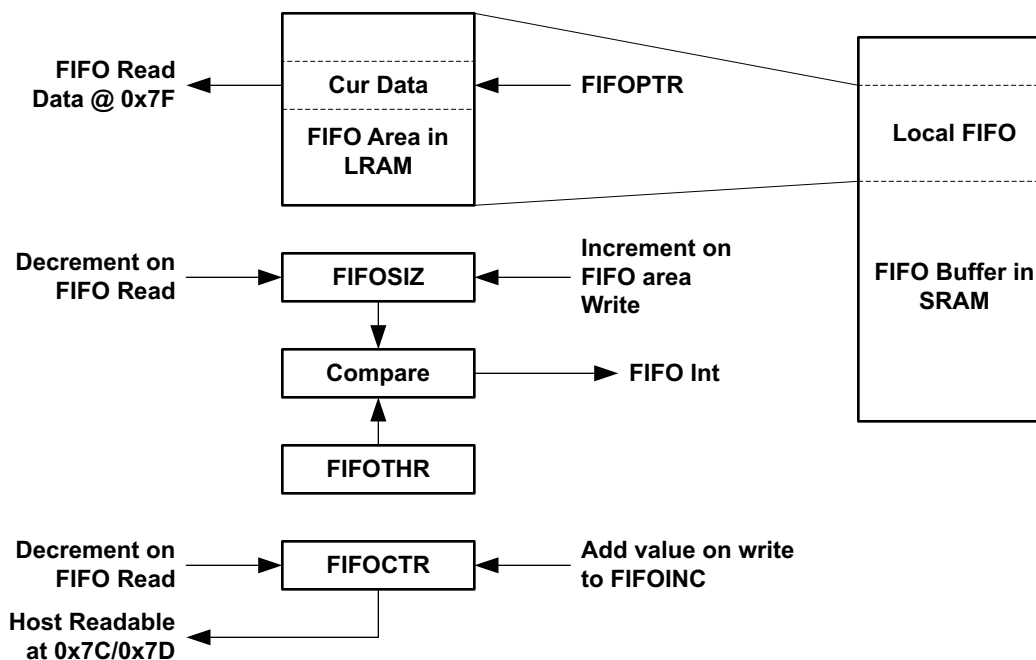 FIFO Read
Data @ 0x7F
Cur Data
FIFOPTR
FIFO Area in
LRAM
Local FIFO
FIFO Buffer in
SRAM
Decrement on
FIFO Read
FIFOSIZ
Increment on
FIFO area
Write
Compare
FIFO Int
FIFOTHR
Decrement on
FIFO Read
FIFOCTR
Add value on write
to FIFOINC
Host Readable
at 0x7C/0x7D